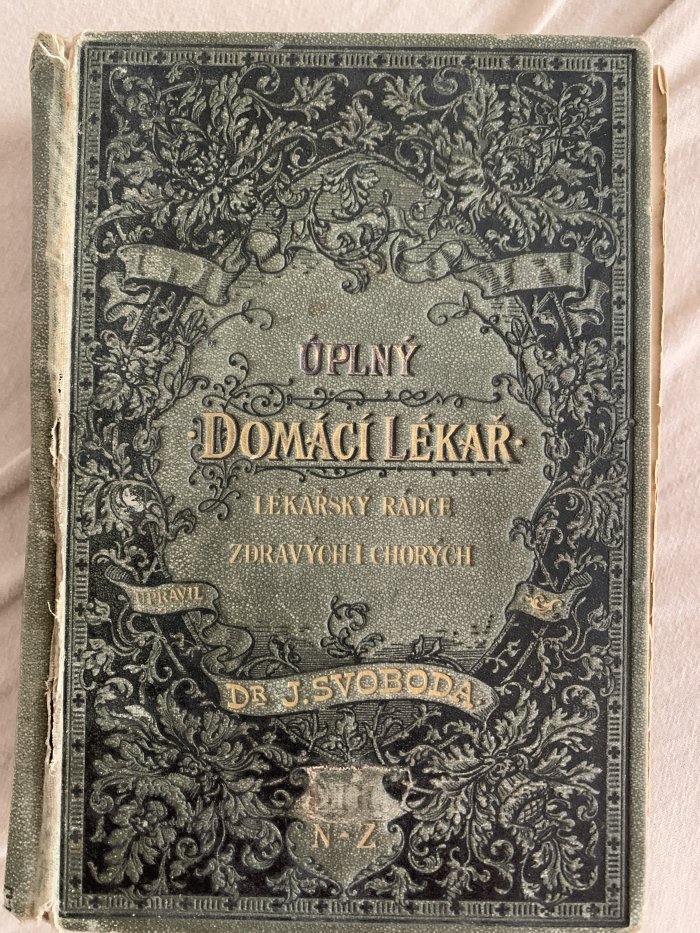 ÚPLNÝ
·DOMÁCÍ LÉKAŘ·
LÉKAŘSKÝ RÁDCE
ZDRAVÝCH I CHORÝCH
UPRAVIL
DR J. SVOBODA
N-Z